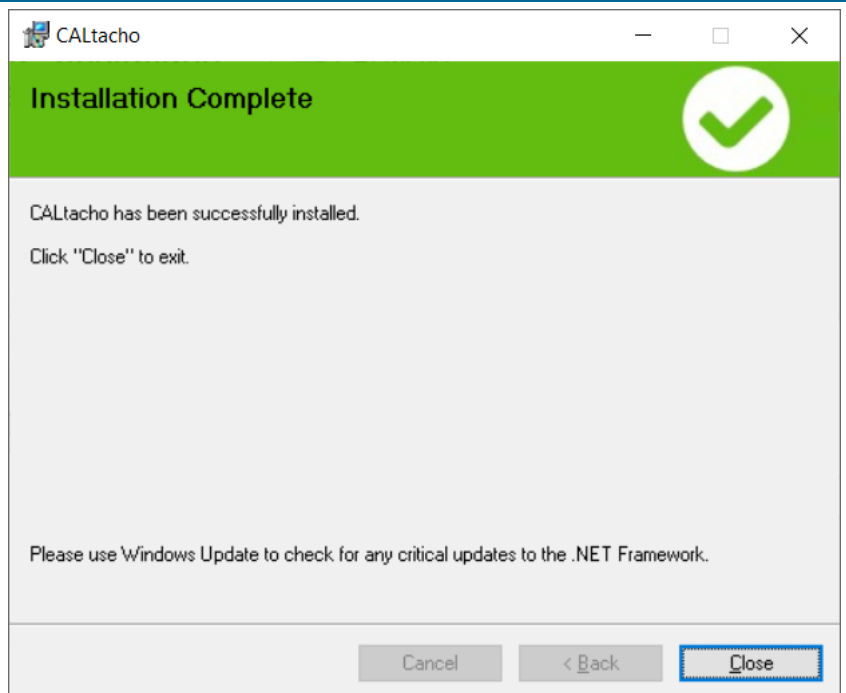 CALtacho
Installation Complete
CALtacho has been successfully installed.
Click "Close" to exit.
Please use Windows Update to check for any critical updates to the .NET Framework.
Cancel
< Back
Close